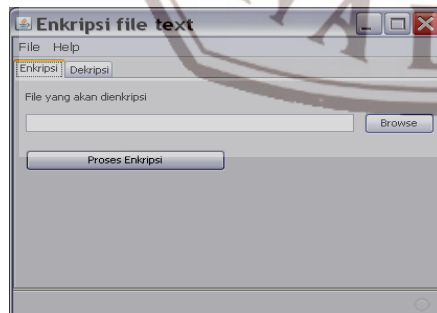 Enkripsi file text
File Help
Enkripsi Dekripsi
File yang akan dienkripsi
Browse
Proses Enkripsi